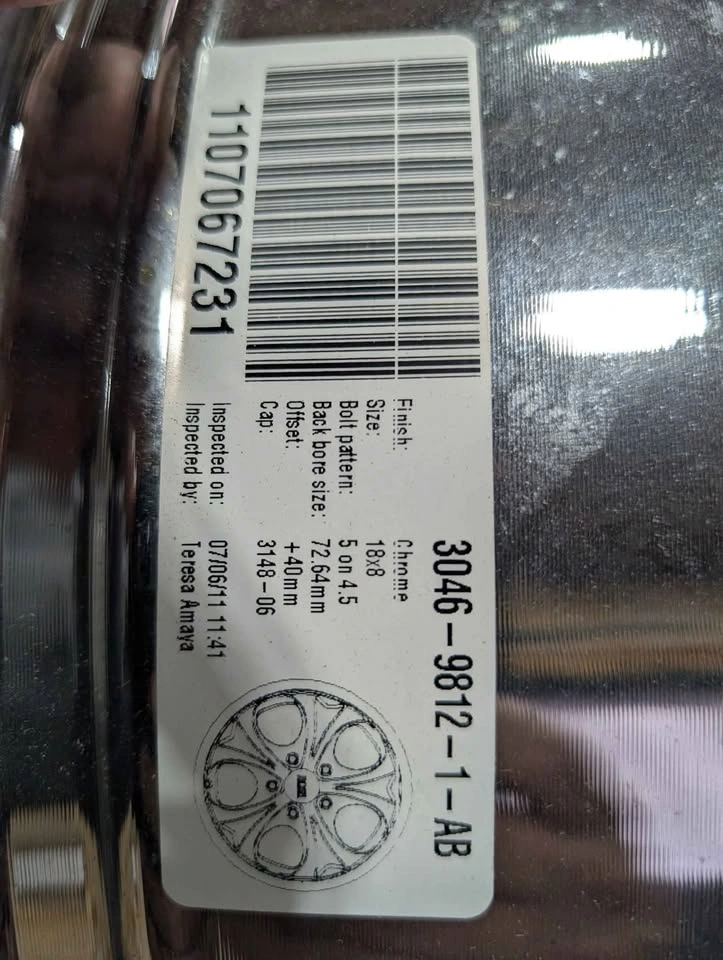 3046-9812-1-AB
Finish: Chrome
Size: 18x8
Bolt pattern: 5 on 4.5
Back bore size: 72.64mm
Offset: +40mm
Cap: 3148-06
Inspected on: 07/06/11 11:41
Inspected by: Teresa Amaya
1107067231